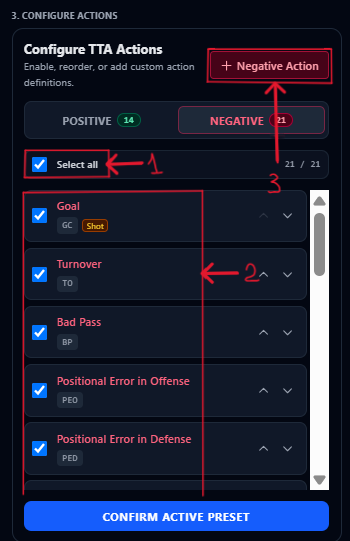 3. CONFIGURE ACTIONS
Configure TTA Actions
Enable, reorder, or add custom action
definitions.
+ Negative Action
POSITIVE 14
NEGATIVE 21
Select all
1
21 / 21
3
Goal
GC Shot
Turnover
TO
2
Bad Pass
BP
Positional Error in Offense
PEO
Positional Error in Defense
PED
CONFIRM ACTIVE PRESET